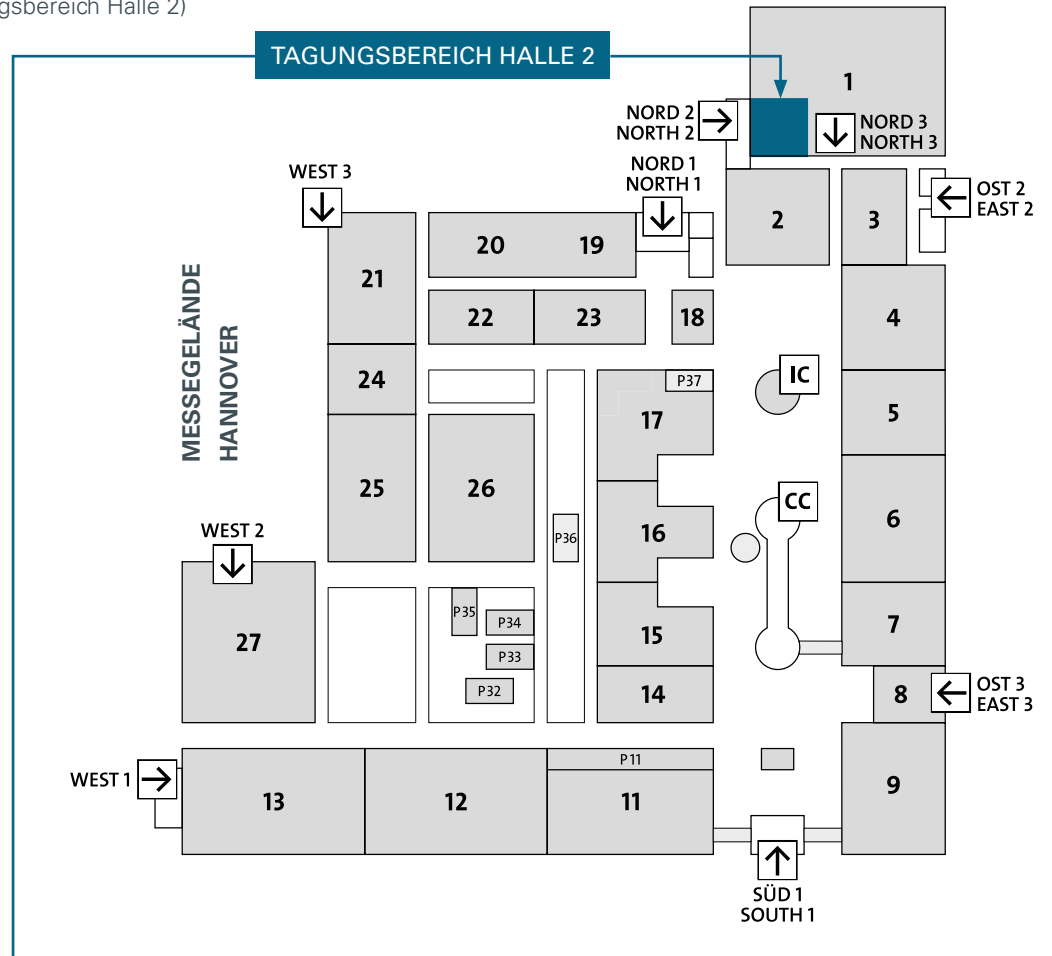 gsbereich Halle 2)
TAGUNGSBEREICH HALLE 2
1
NORD 2
NORTH 2
NORD 3
NORTH 3
NORD 1
NORTH 1
WEST 3
OST 2
EAST 2
2
3
20
19
21
MESSEGELÄNDE
HANNOVER
22
23
18
4
24
P37
IC
17
5
25
26
CC
6
P36
16
WEST 2
27
P35
P34
P33
P32
15
7
14
8
OST 3
EAST 3
P11
WEST 1
13
12
11
9
SÜD 1
SOUTH 1